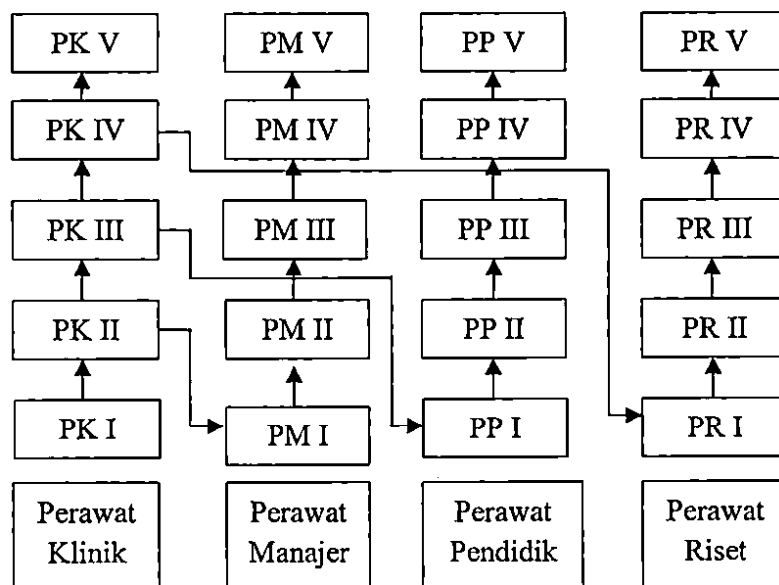 PK V PM V PP V PR V
PK IV PM IV PP IV PR IV
PK III PM III PP III PR III
PK II PM II PP II PR II
PK I PM I PP I PR I
Perawat Perawat Perawat Perawat
Klinik Manajer Pendidik Riset